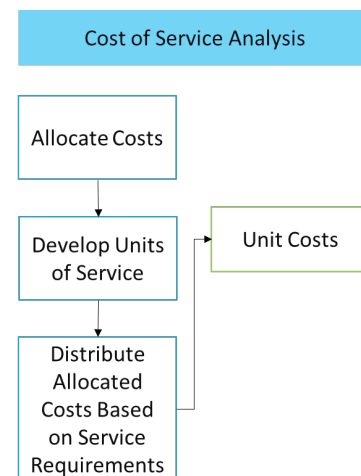 Cost of Service Analysis
Allocate Costs
Develop Units
of Service
Unit Costs
Distribute
Allocated
Costs Based
on Service
Requirements